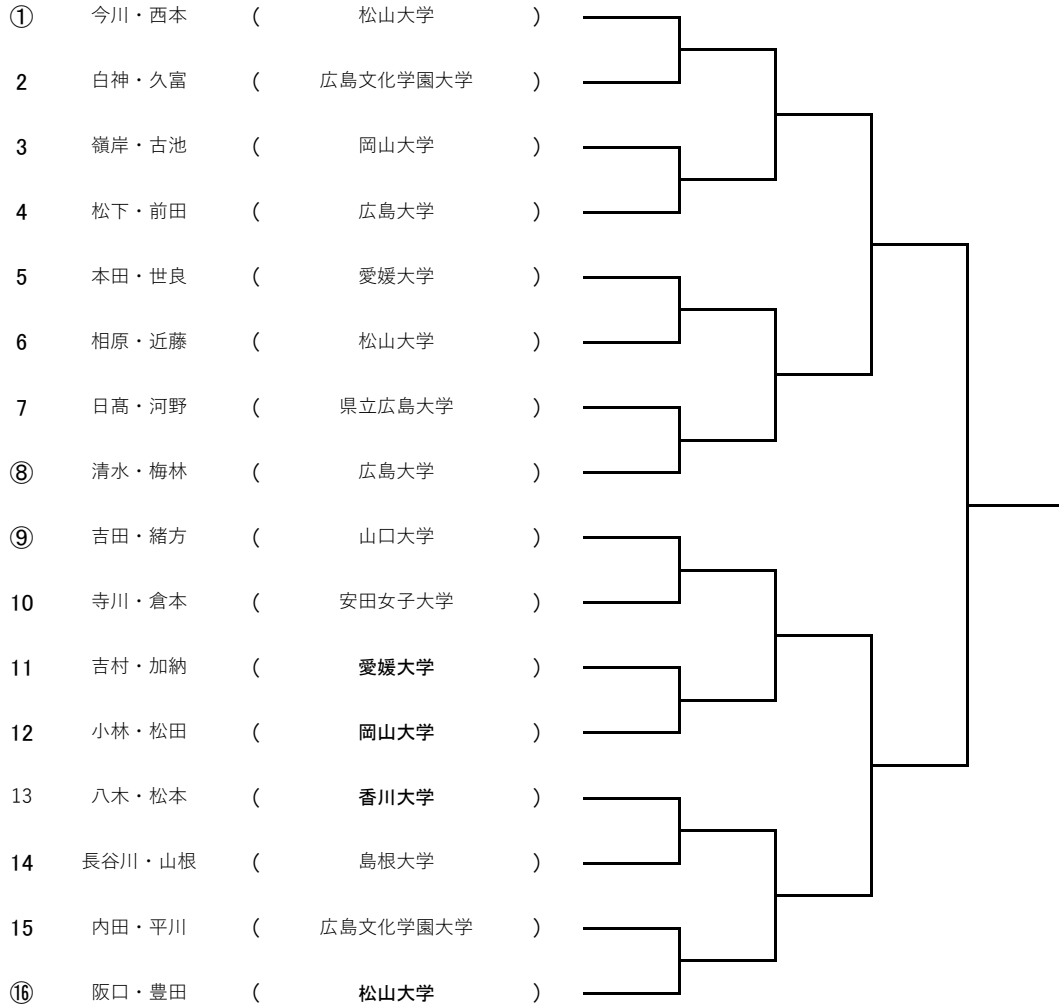 ① 今川・西本 ( 松山大学 )
2 白神・久富 ( 広島文化学園大学 )
3 嶺岸・古池 ( 岡山大学 )
4 松下・前田 ( 広島大学 )
5 本田・世良 ( 愛媛大学 )
6 相原・近藤 ( 松山大学 )
7 日髙・河野 ( 県立広島大学 )
⑧ 清水・梅林 ( 広島大学 )
⑨ 吉田・緒方 ( 山口大学 )
10 寺川・倉本 ( 安田女子大学 )
11 吉村・加納 ( 愛媛大学 )
12 小林・松田 ( 岡山大学 )
13 八木・松本 ( 香川大学 )
14 長谷川・山根 ( 島根大学 )
15 内田・平川 ( 広島文化学園大学 )
⑯ 阪口・豊田 ( 松山大学 )